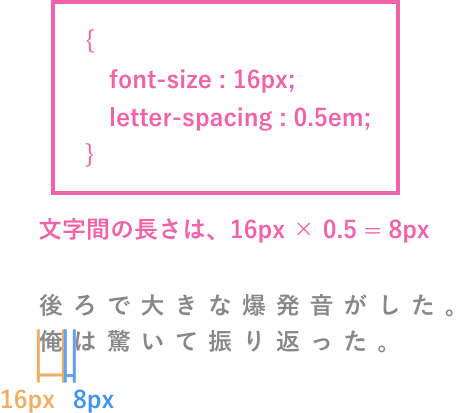 {
font-size : 16px;
letter-spacing : 0.5em;
}
文字間の長さは、16px × 0.5 = 8px
後ろで大きな爆発音がした。
俺は驚いて振り返った。
16px 8px